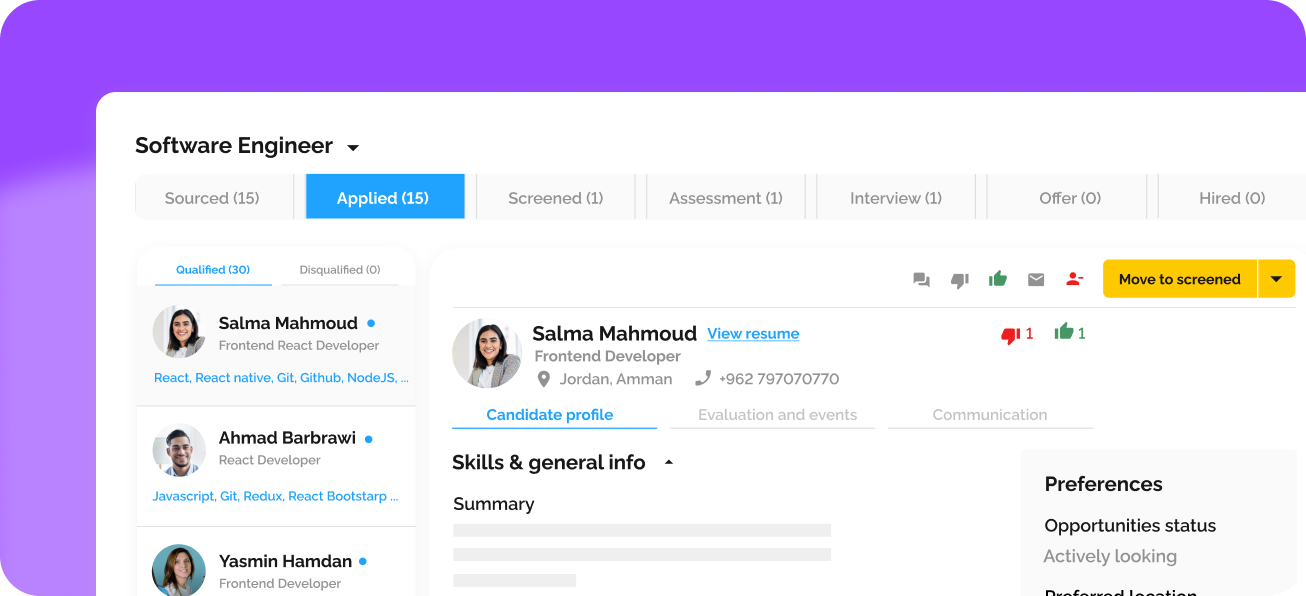 Software Engineer
Sourced (15)
Applied (15)
Screened (1)
Assessment (1)
Interview (1)
Offer (0)
Hired (0)
Qualified (30)
Disqualified (0)
Salma Mahmoud
Frontend React Developer
React, React native, Git, Github, NodeJS, ...
Ahmad Barbrawi
React Developer
Javascript, Git, Redux, React Bootstarp ...
Yasmin Hamdan
Frontend Developer
Move to screened
Salma Mahmoud View resume
1 1
Frontend Developer
Jordan, Amman +962 797070770
Candidate profile
Evaluation and events
Communication
Skills & general info
Summary
Preferences
Opportunities status
Actively looking
Preferred location